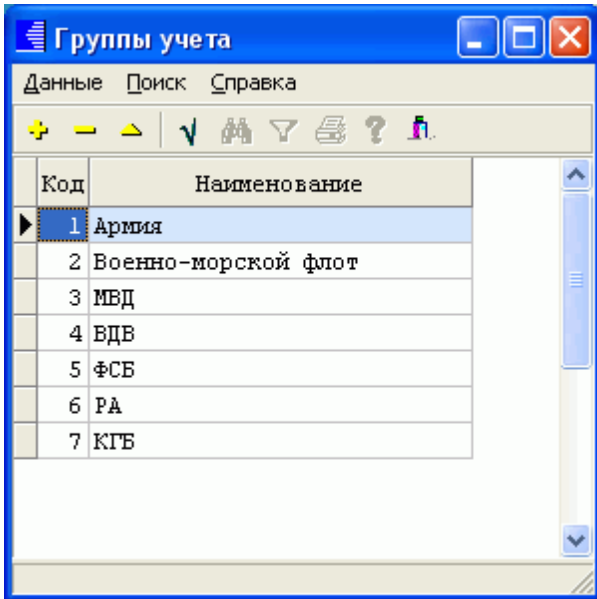 Группы учета
Данные Поиск Справка
Код Наименование
1 Армия
2 Военно-морской флот
3 МВД
4 ВДВ
5 ФСБ
6 РА
7 КГБ